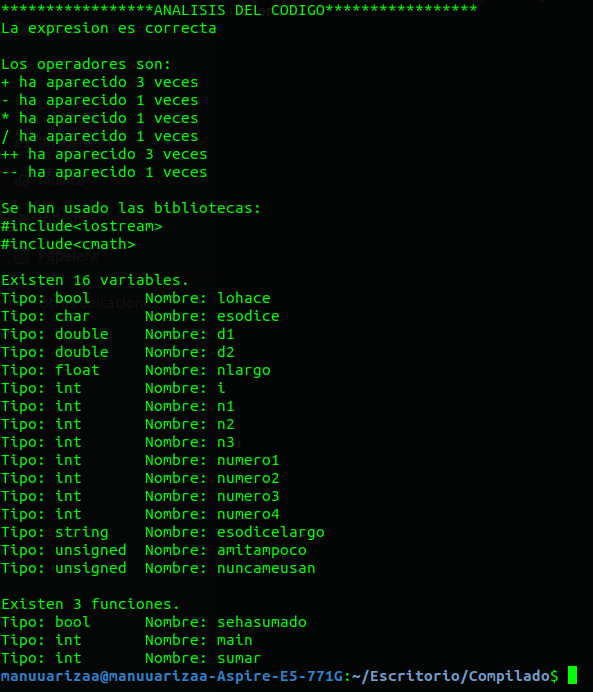 *****************ANALISIS DEL CODIGO*****************
La expresion es correcta
Los operadores son:
+ ha aparecido 3 veces
- ha aparecido 1 veces
* ha aparecido 1 veces
/ ha aparecido 1 veces
++ ha aparecido 3 veces
-- ha aparecido 1 veces
Se han usado las bibliotecas:
#include<iostream>
#include<cmath>
Papelera
Existen 16 variables.
Tipo: bool      Nombre: lohace
Tipo: char      Nombre: esodice
Tipo: double    Nombre: d1
Tipo: double    Nombre: d2
Tipo: float     Nombre: nlargo
Tipo: int       Nombre: i
Tipo: int       Nombre: n1
Tipo: int       Nombre: n2
Tipo: int       Nombre: n3
Tipo: int       Nombre: numero1
Tipo: int       Nombre: numero2
Tipo: int       Nombre: numero3
Tipo: int       Nombre: numero4
Tipo: string    Nombre: esodicelargo
Tipo: unsigned  Nombre: amitampoco
Tipo: unsigned  Nombre: nuncameusan
Existen 3 funciones.
Tipo: bool      Nombre: sehasumado
Tipo: int       Nombre: main
Tipo: int       Nombre: sumar
manuuarizaa@manuuarizaa-Aspire-E5-771G:~/Escritorio/Compilado$